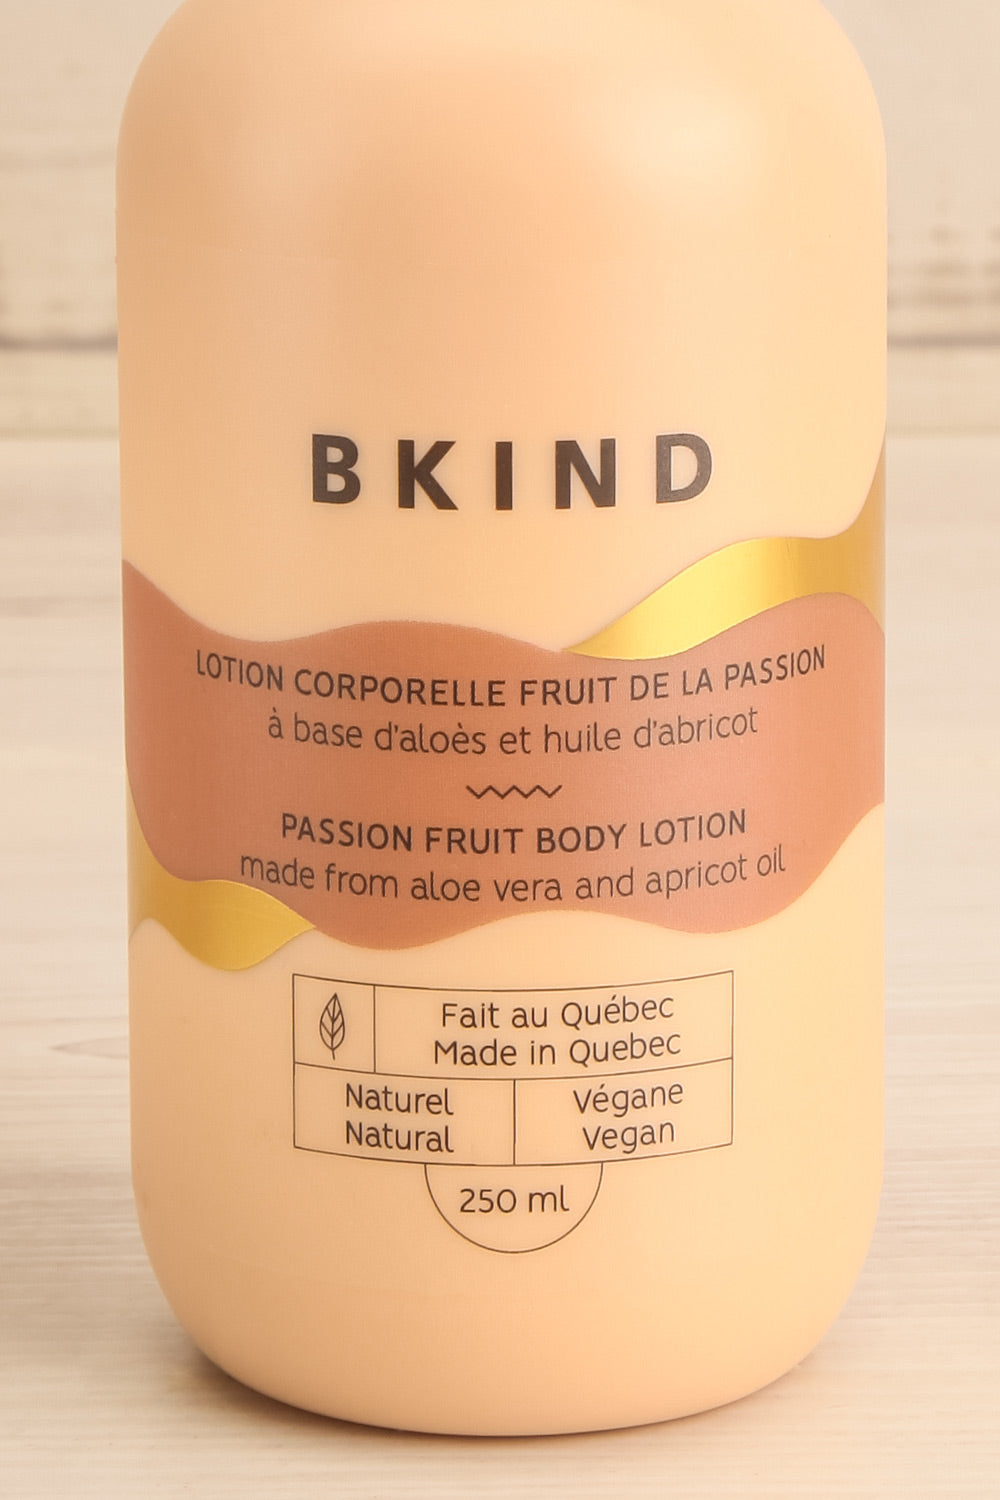 BKIND
LOTION CORPORELLE FRUIT DE LA PASSION
à base d'aloès et huile d'abricot
PASSION FRUIT BODY LOTION
made from aloe vera and apricot oil
Fait au Québec
Made in Quebec
Naturel
Natural
Végane
Vegan
250 ml